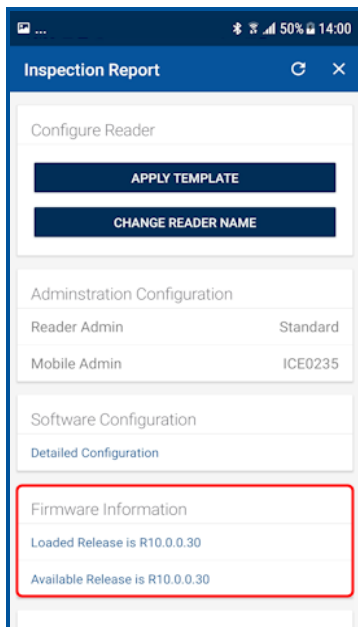 ... 50% 14:00
Inspection Report
Configure Reader
APPLY TEMPLATE
CHANGE READER NAME
Adminstration Configuration
Reader Admin Standard
Mobile Admin ICE0235
Software Configuration
Detailed Configuration
Firmware Information
Loaded Release is R10.0.0.30
Available Release is R10.0.0.30